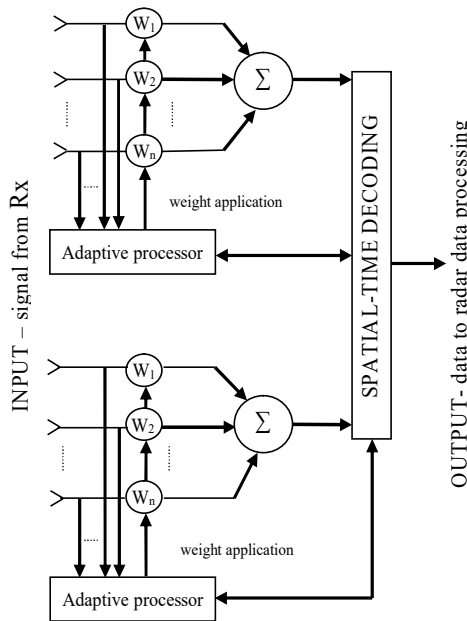 INPUT – signal from Rx
W1
W2
Wn
Σ
weight application
Adaptive processor
W1
W2
Wn
Σ
weight application
Adaptive processor
SPATIAL-TIME DECODING
OUTPUT- data to radar data processing